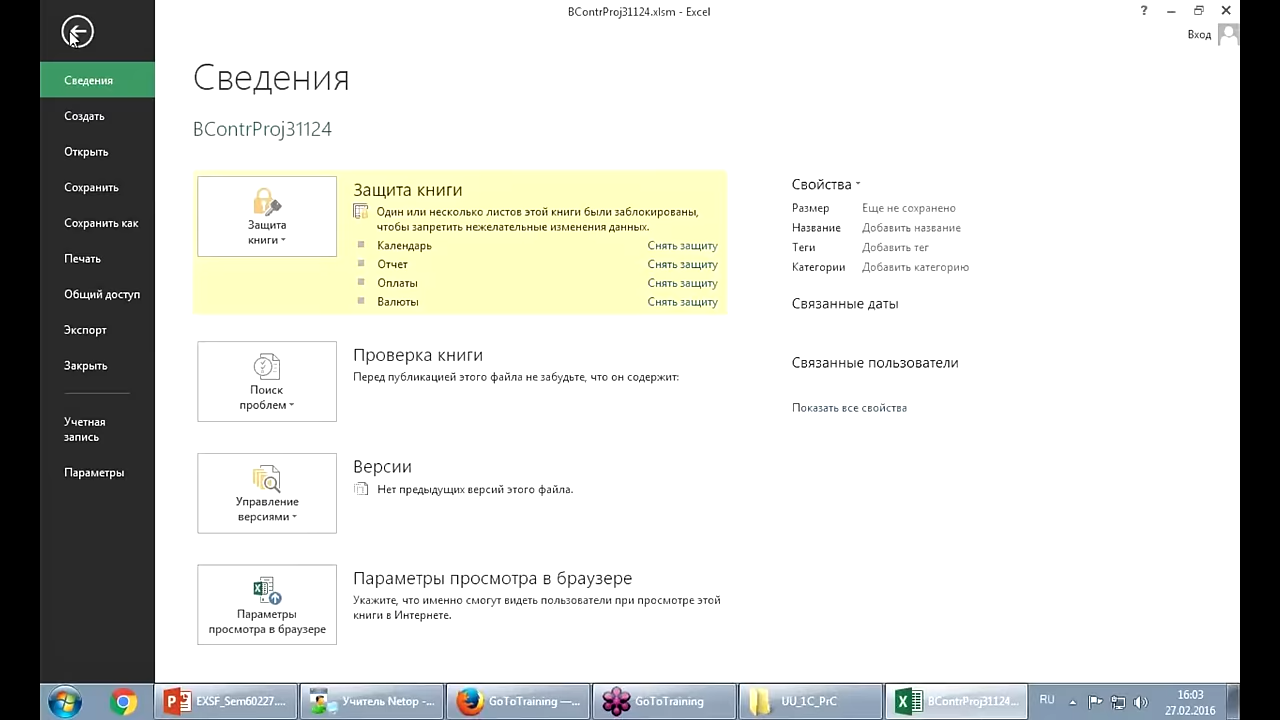 BContrProj31124.xlsm - Excel
?
Вход
Сведения
Создать
Открыть
Сохранить
Сохранить как
Печать
Общий доступ
Экспорт
Закрыть
Учетная
запись
Параметры
Сведения
BContrProj31124
Защита
книги
Защита книги
Один или несколько листов этой книги были заблокированы,
чтобы запретить нежелательные изменения данных.
Календарь Снять защиту
Отчет Снять защиту
Оплаты Снять защиту
Валюты Снять защиту
Поиск
проблем
Проверка книги
Перед публикацией этого файла не забудьте, что он содержит:
Управление
версиями
Версии
Нет предыдущих версий этого файла.
Параметры
просмотра в браузере
Параметры просмотра в браузере
Укажите, что именно смогут видеть пользователи при просмотре этой
книги в Интернете.
Свойства
Размер Еще не сохранено
Название Добавить название
Теги Добавить тег
Категории Добавить категорию
Связанные даты
Связанные пользователи
Показать все свойства
EXSF_Sem60227....
Учитель Netop -...
GoToTraining —...
GoToTraining
UU_1C_PrC
BContrProj31124...
RU
16:03
27.02.2016